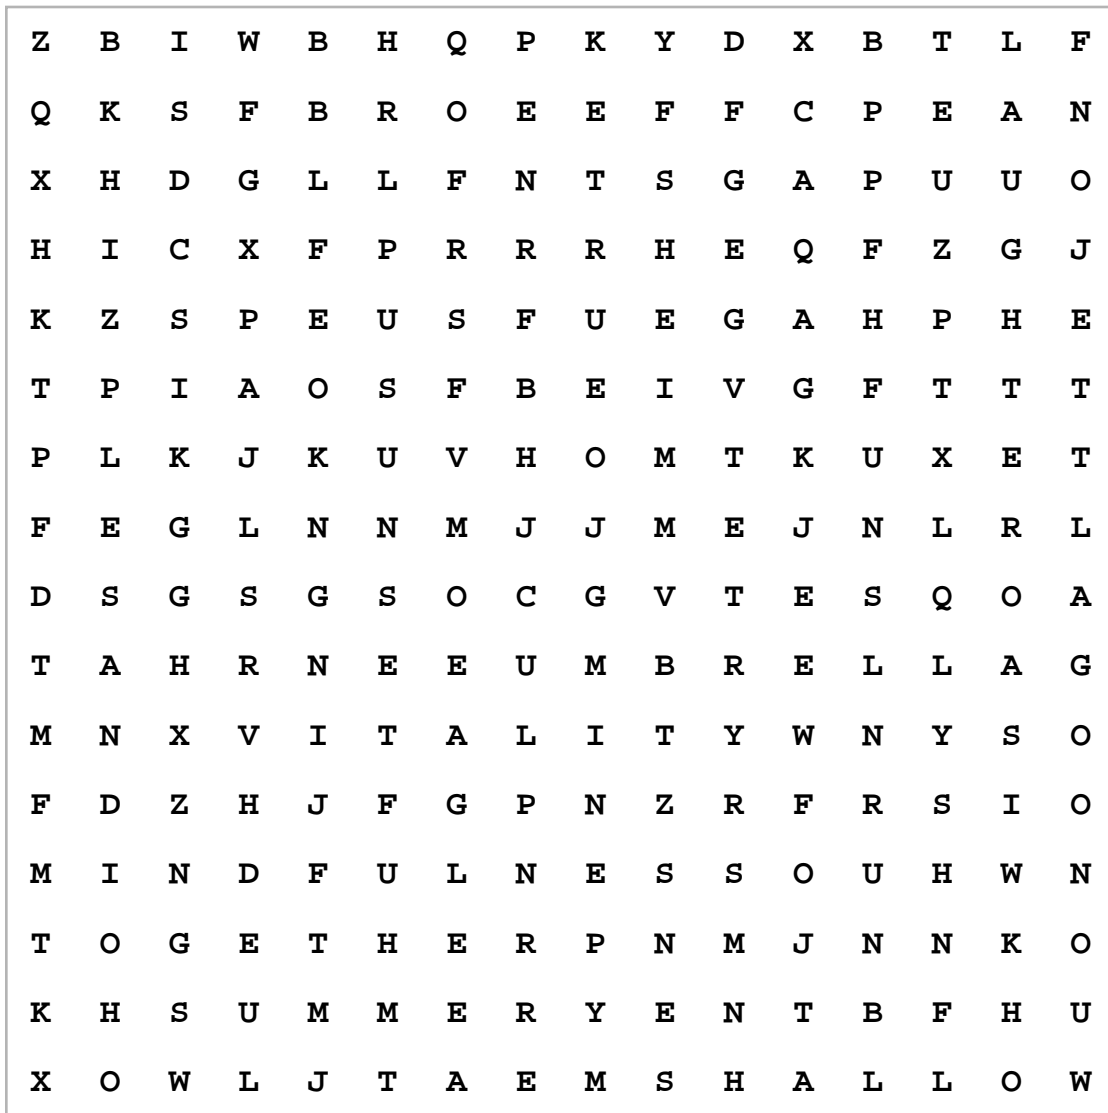 Z B I W B H Q P K Y D X B T L F
Q K S F B R O E E F F C P E A N
X H D G L L F N T S G A P U U O
H I C X F P R R R H E Q F Z G J
K Z S P E U S F U E G A H P H E
T P I A O S F B E I V G F T T T
P L K J K U V H O M T K U X E T
F E G L N N M J J M E J N L R L
D S G S G S O C G V T E S Q O A
T A H R N E E U M B R E L L A G
M N X V I T A L I T Y W N Y S O
F D Z H J F G P N Z R F R S I O
M I N D F U L N E S S O U H W N
T O G E T H E R P N M J N N K O
K H S U M M E R Y E N T B F H U
X O W L J T A E M S H A L L O W